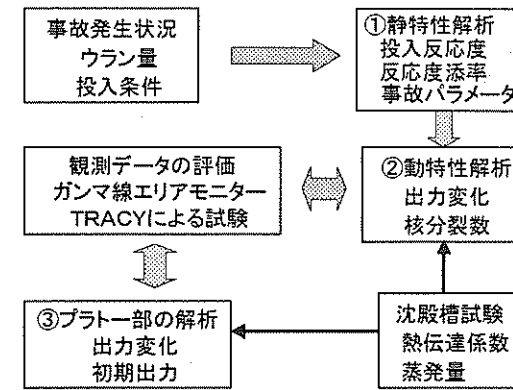 事故発生状況
ウラン量
投入条件
①静特性解析
投入反応度
反応度添率
事故パラメータ
観測データの評価
ガンマ線エリアモニター
TRACYによる試験
②動特性解析
出力変化
核分裂数
③プラトー部の解析
出力変化
初期出力
沈殿槽試験
熱伝達係数
蒸発量